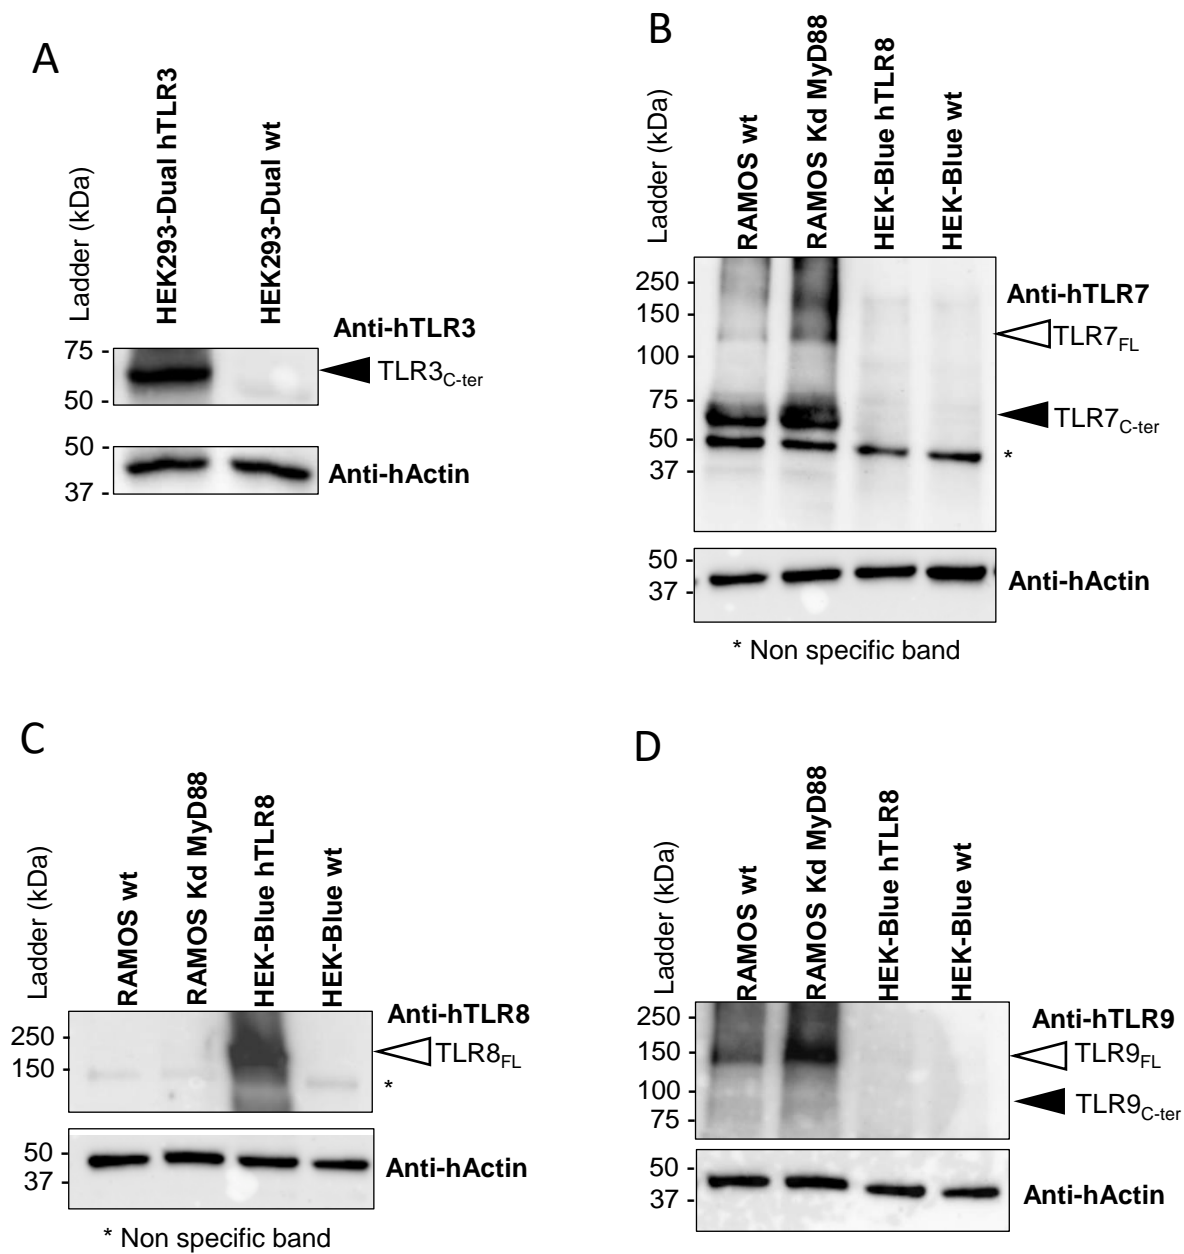 A
Ladder (kDa)
HEK293-Dual hTLR3
HEK293-Dual wt
Anti-hTLR3
75 -
TLR3C-ter
50 -
50 -
Anti-hActin
37 -
B
Ladder (kDa)
RAMOS wt
RAMOS Kd MyD88
HEK-Blue hTLR8
HEK-Blue wt
250 -
Anti-hTLR7
150 -
TLR7FL
100 -
75 -
TLR7C-ter
50 -
*
37 -
50 -
Anti-hActin
37 -
* Non specific band
C
Ladder (kDa)
RAMOS wt
RAMOS Kd MyD88
HEK-Blue hTLR8
HEK-Blue wt
Anti-hTLR8
250 -
TLR8FL
150 -
*
50 -
Anti-hActin
37 -
* Non specific band
D
Ladder (kDa)
RAMOS wt
RAMOS Kd MyD88
HEK-Blue hTLR8
HEK-Blue wt
250 -
Anti-hTLR9
150 -
TLR9FL
100 -
TLR9C-ter
75 -
50 -
Anti-hActin
37 -